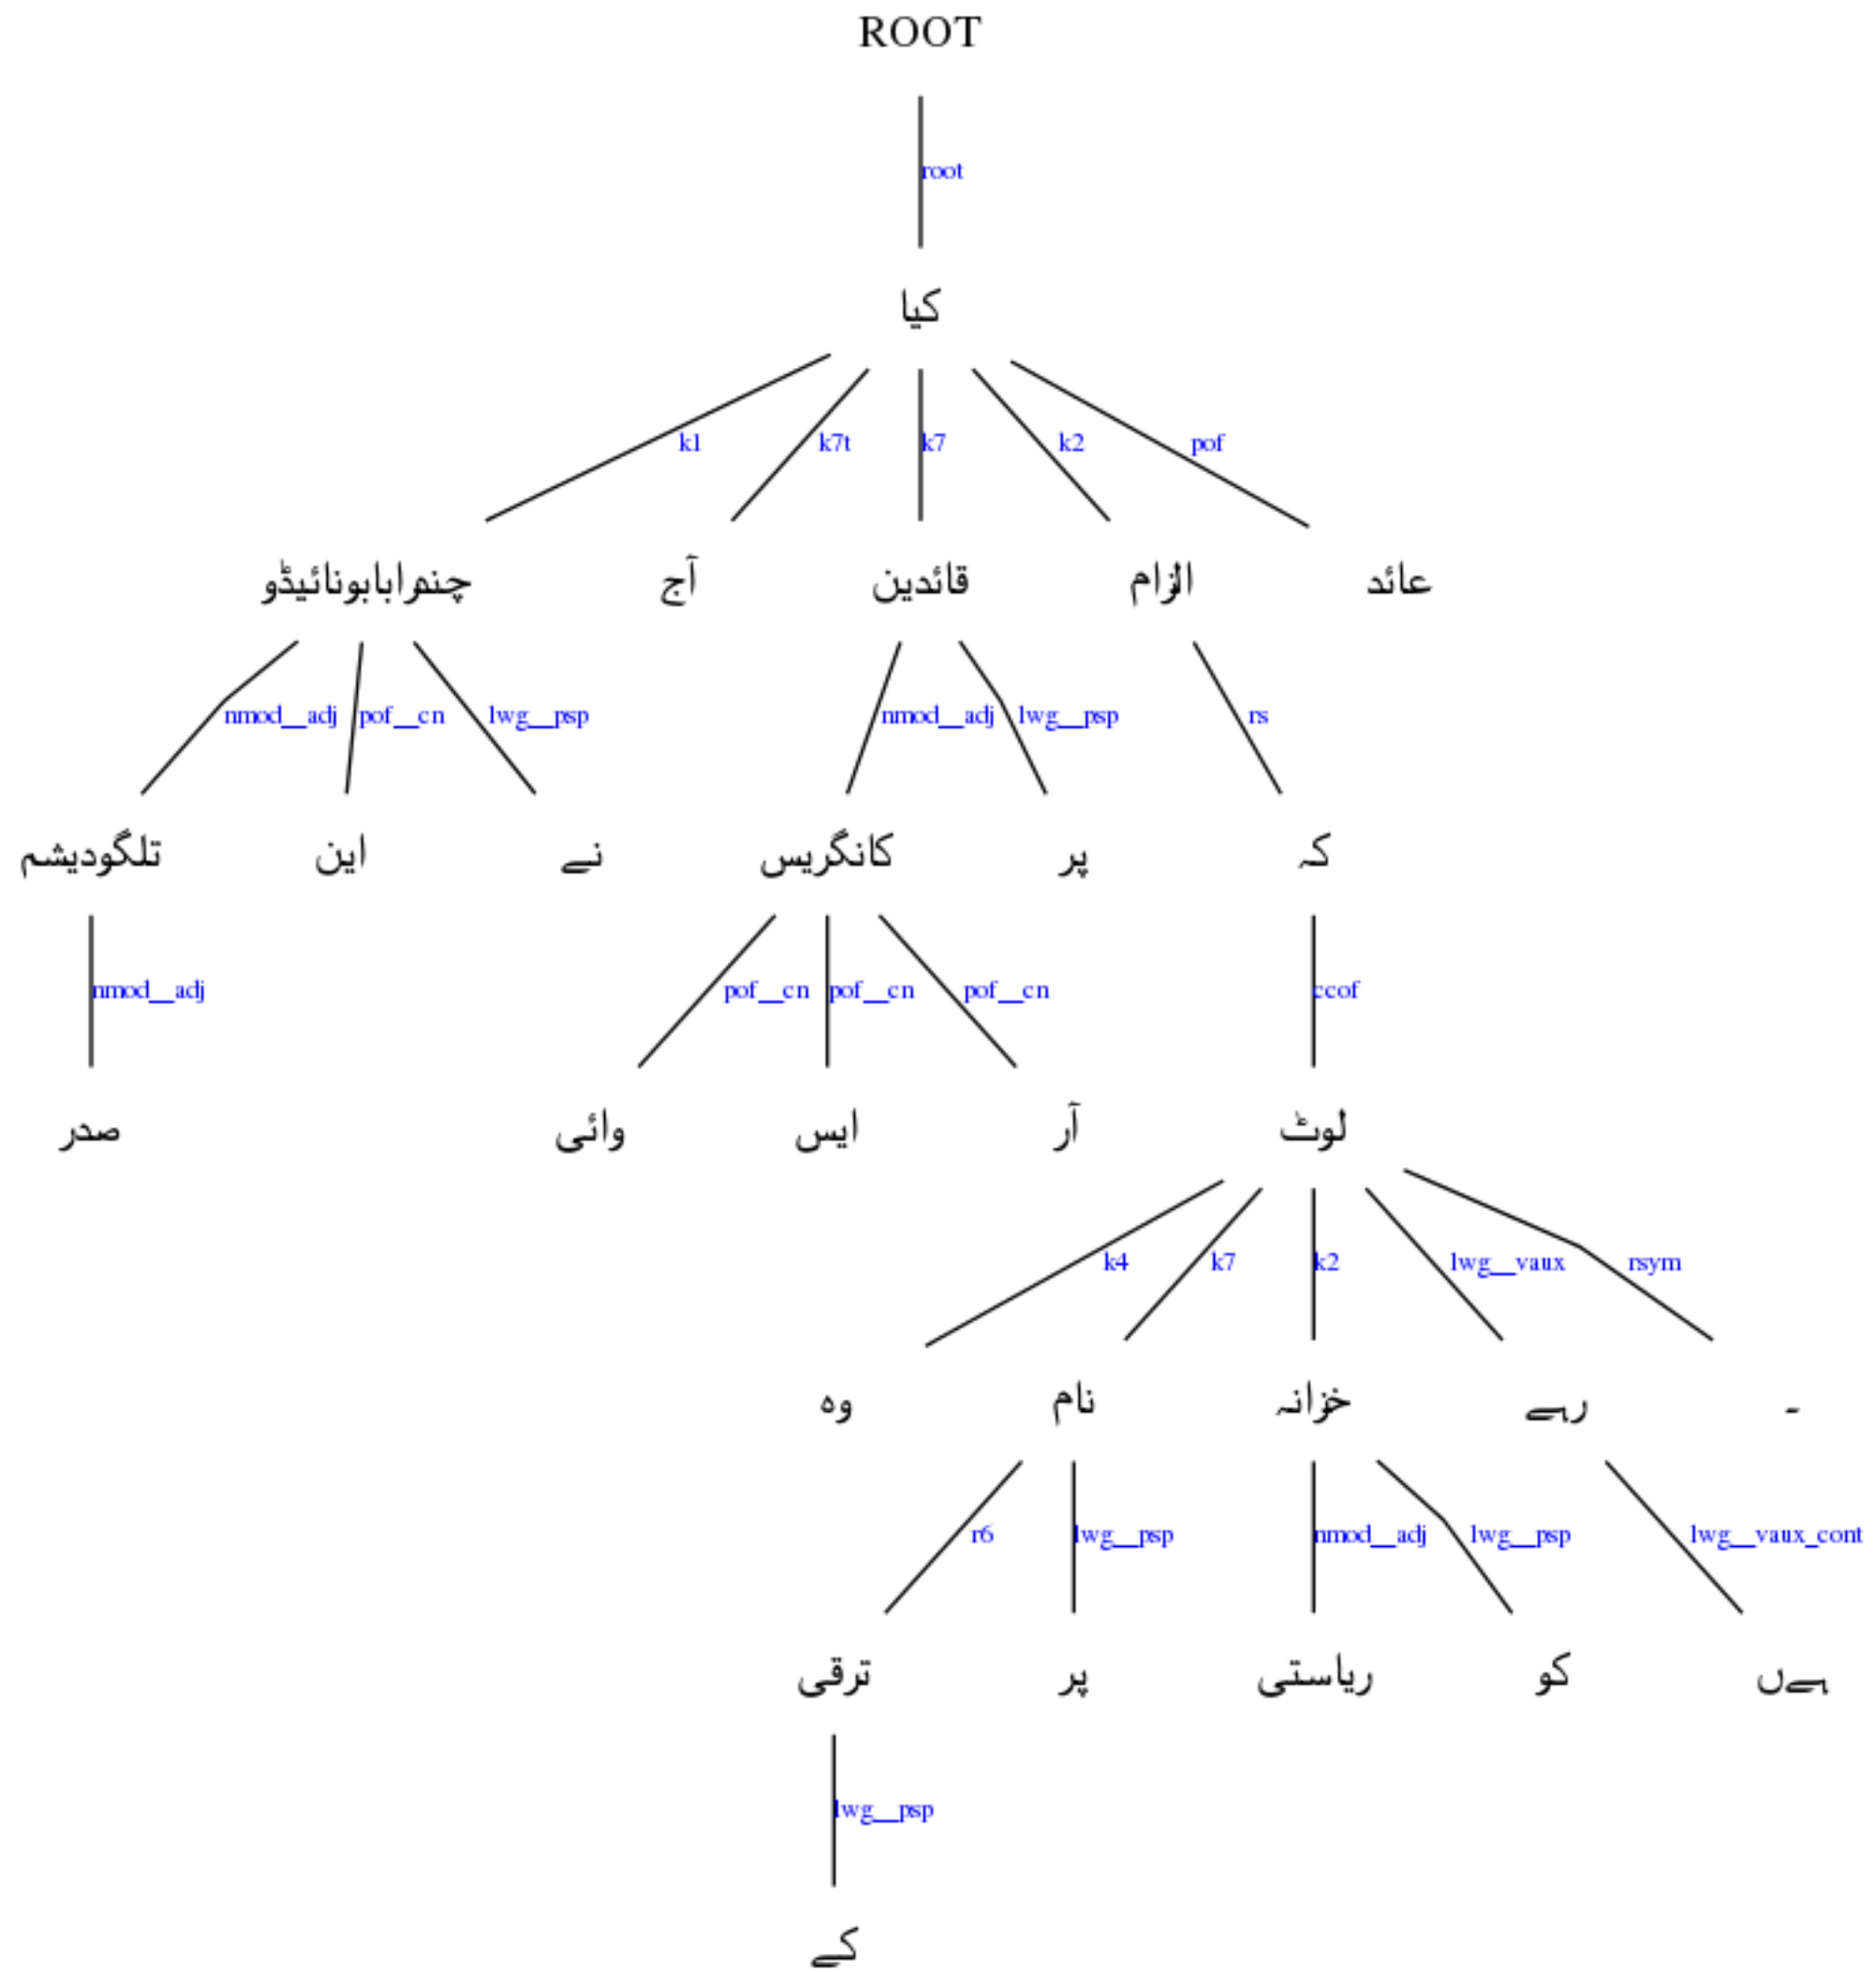 ROOT
root
کیا
k1 k7t k7 k2 pof
چندرابابونائیڈو آج قائدین الزام عائد
nmod__adj pof__cn lwg__psp nmod__adj lwg__psp rs
تلگودیشم این نے کانگریس پر کہ
nmod__adj pof__cn pof__cn pof__cn ccof
صدر وائی ایس آر لوٹ
k4 k7 k2 lwg__vaux rsym
وہ نام خزانہ رہے ۔
r6 lwg__psp nmod__adj lwg__psp lwg__vaux_cont
ترقی پر ریاستی کو ہےں
lwg__psp
کے